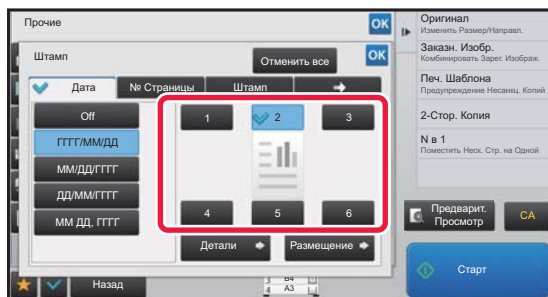 Прочие
OK
Штамп
Отменить все
OK
Дата
№ Страницы
Штамп
Off
ГГГГ/ММ/ДД
ММ/ДД/ГГГГ
ДД/ММ/ГГГГ
ММ ДД, ГГГГ
1
2
3
4
5
6
Детали
Размещение
Назад
B4
A3
Оригинал
Изменить Размер/Направл.
Заказн. Изобр.
Комбинировать Зарег. Изображ.
Печ. Шаблона
Предупреждение Несанкц. Копий
2-Стор. Копия
N в 1
Поместить Неск. Стр. на Одной
Предварит.
Просмотр
CA
Старт